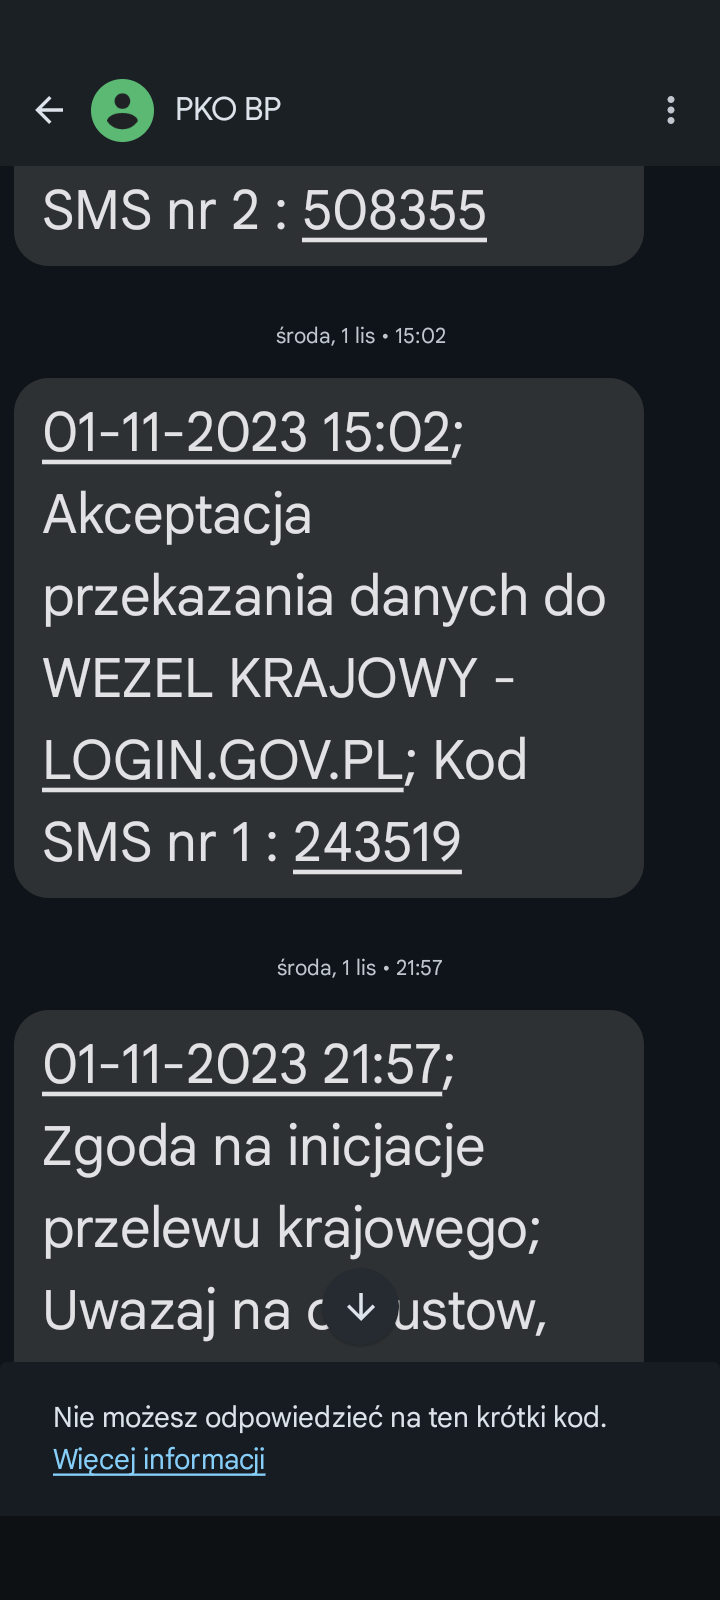 PKO BP
SMS nr 2 : 508355
środa, 1 lis • 15:02
01-11-2023 15:02;
Akceptacja
przekazania danych do
WEZEL KRAJOWY -
LOGIN.GOV.PL; Kod
SMS nr 1 : 243519
środa, 1 lis • 21:57
01-11-2023 21:57;
Zgoda na inicjacje
przelewu krajowego;
Uwazaj na
Nie możesz odpowiedzieć na ten krótki kod.
Więcej informacji